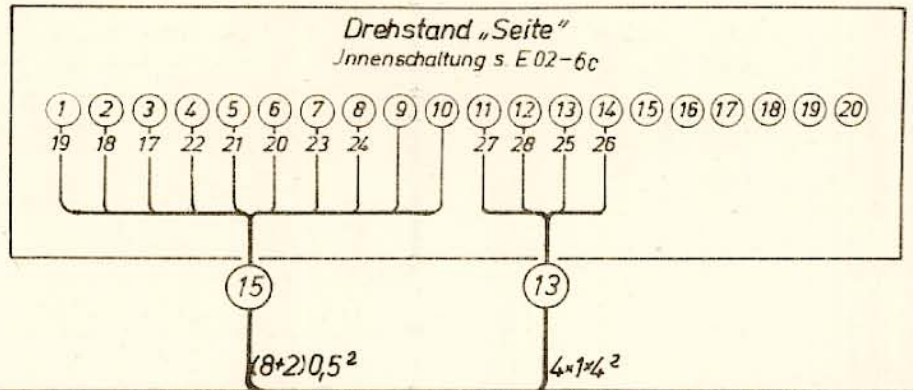 Drehstand „Seite"
Jnnenschaltung s. E 02-6c
1 2 3 4 5 6 7 8 9 10 11 12 13 14 15 16 17 18 19 20
19 18 17 22 21 20 23 24 27 28 25 26
15 13
(8+2)0,5² 4×1×4²